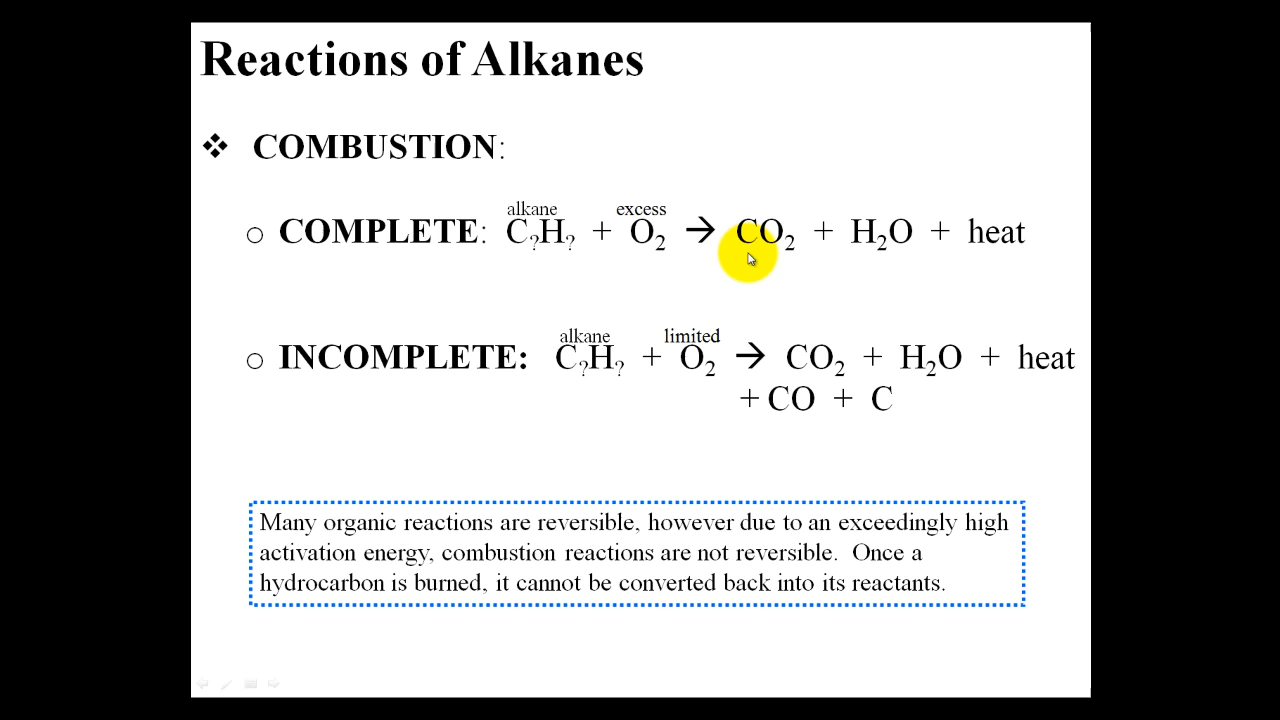 Reactions of Alkanes
❖ COMBUSTION:
alkane excess
o COMPLETE: C?H? + O₂ → CO₂ + H₂O + heat
alkane limited
o INCOMPLETE: C?H? + O₂ → CO₂ + H₂O + heat
+ CO + C
Many organic reactions are reversible, however due to an exceedingly high
activation energy, combustion reactions are not reversible. Once a
hydrocarbon is burned, it cannot be converted back into its reactants.